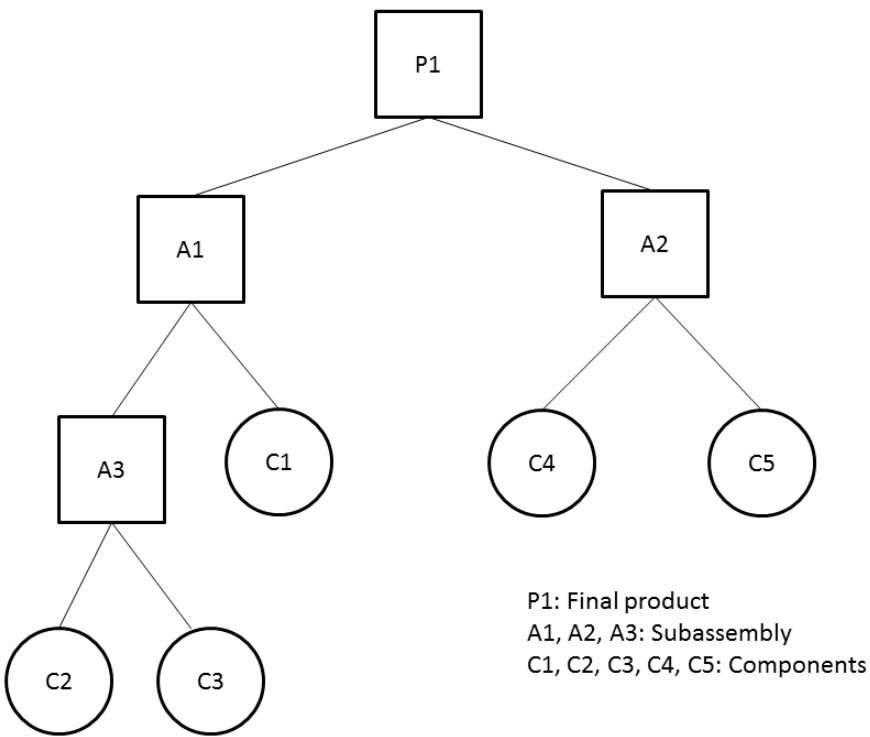 P1
A1
A2
A3
C1
C4
C5
C2
C3
P1: Final product
A1, A2, A3: Subassembly
C1, C2, C3, C4, C5: Components